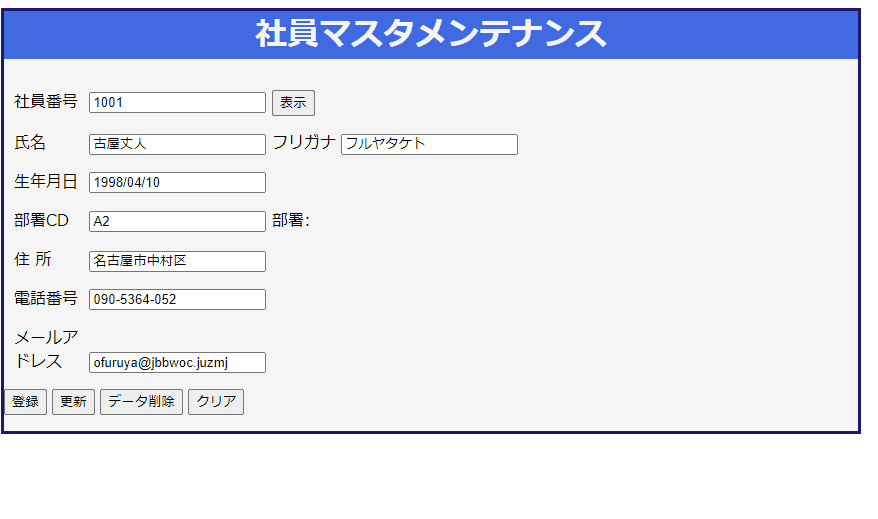 社員マスタメンテナンス
社員番号 1001 表示
氏名 古屋丈人 フリガナ フルヤタケト
生年月日 1998/04/10
部署CD A2 部署：
住 所 名古屋市中村区
電話番号 090-5364-052
メールア
ドレス ofuruya@jbbwoc.juzmj
登録 更新 データ削除 クリア